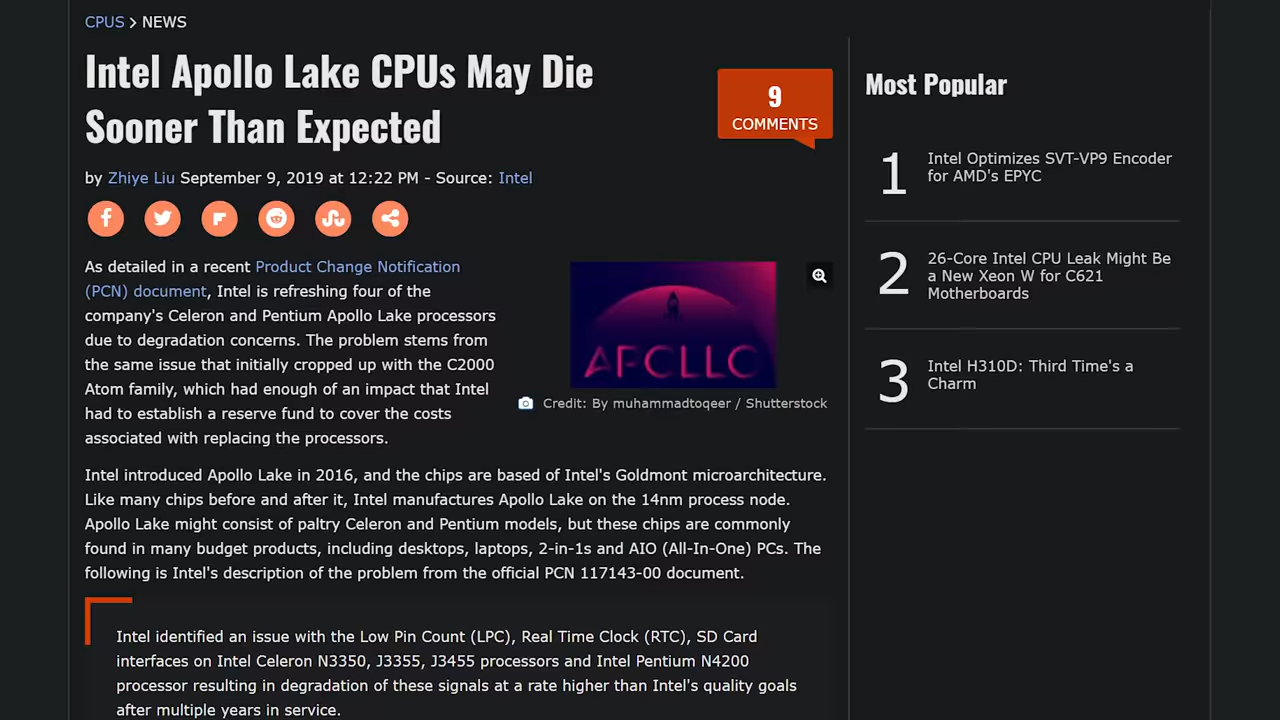 CPUS > NEWS
Intel Apollo Lake CPUs May Die
Sooner Than Expected
9
COMMENTS
by Zhiye Liu September 9, 2019 at 12:22 PM - Source: Intel
As detailed in a recent Product Change Notification
(PCN) document, Intel is refreshing four of the
company's Celeron and Pentium Apollo Lake processors
due to degradation concerns. The problem stems from
the same issue that initially cropped up with the C2000
Atom family, which had enough of an impact that Intel
had to establish a reserve fund to cover the costs
associated with replacing the processors.
AFCLLC
Credit: By muhammadtoqeer / Shutterstock
Intel introduced Apollo Lake in 2016, and the chips are based of Intel's Goldmont microarchitecture.
Like many chips before and after it, Intel manufactures Apollo Lake on the 14nm process node.
Apollo Lake might consist of paltry Celeron and Pentium models, but these chips are commonly
found in many budget products, including desktops, laptops, 2-in-1s and AIO (All-In-One) PCs. The
following is Intel's description of the problem from the official PCN 117143-00 document.
Intel identified an issue with the Low Pin Count (LPC), Real Time Clock (RTC), SD Card
interfaces on Intel Celeron N3350, J3355, J3455 processors and Intel Pentium N4200
processor resulting in degradation of these signals at a rate higher than Intel's quality goals
after multiple years in service.
Most Popular
1
Intel Optimizes SVT-VP9 Encoder
for AMD's EPYC
2
26-Core Intel CPU Leak Might Be
a New Xeon W for C621
Motherboards
3
Intel H310D: Third Time's a
Charm